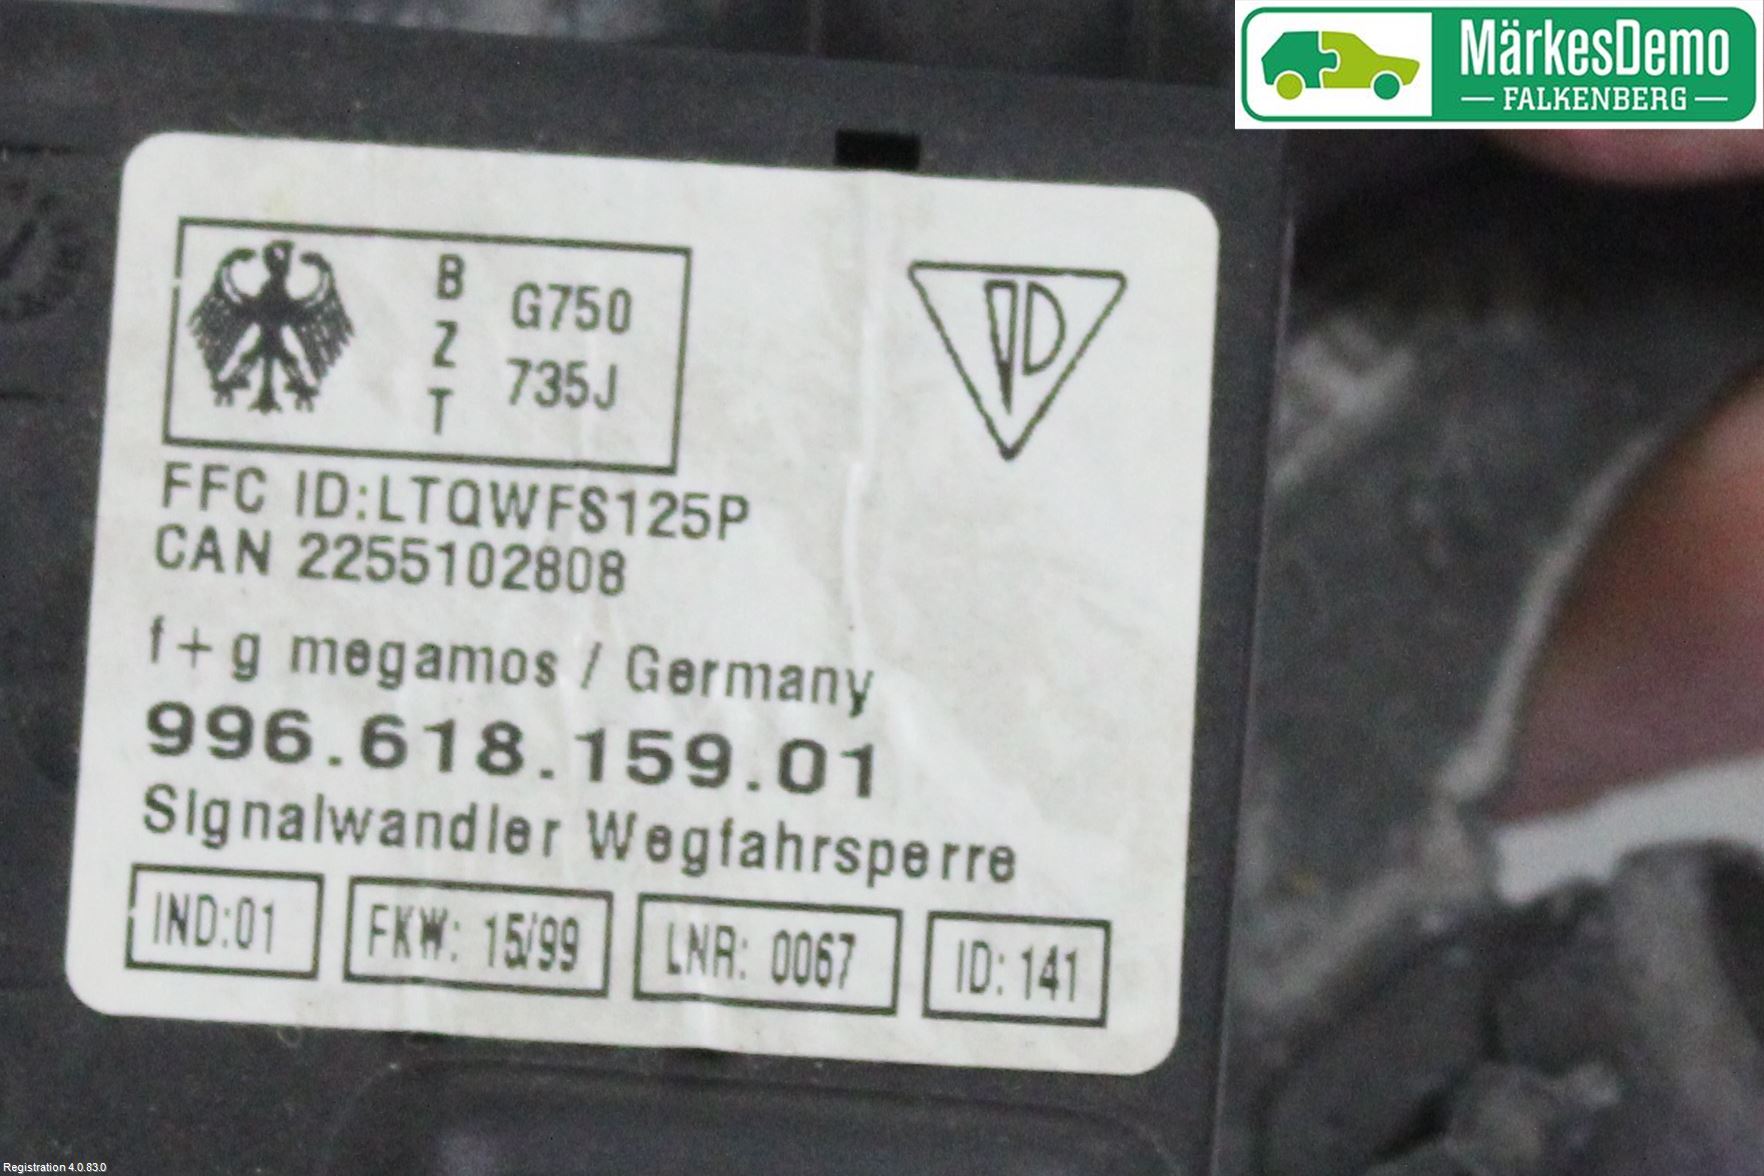 MärkesDemo
FALKENBERG
BZT
G750
735J
FFC ID:LTQWFS125P
CAN 2255102808
f+g megamos / Germany
996.618.159.01
Signalwandler Wegfahrsperre
IND:01 FKW: 15/99 LNR: 0067 ID: 141
Registration 4.0.83.0